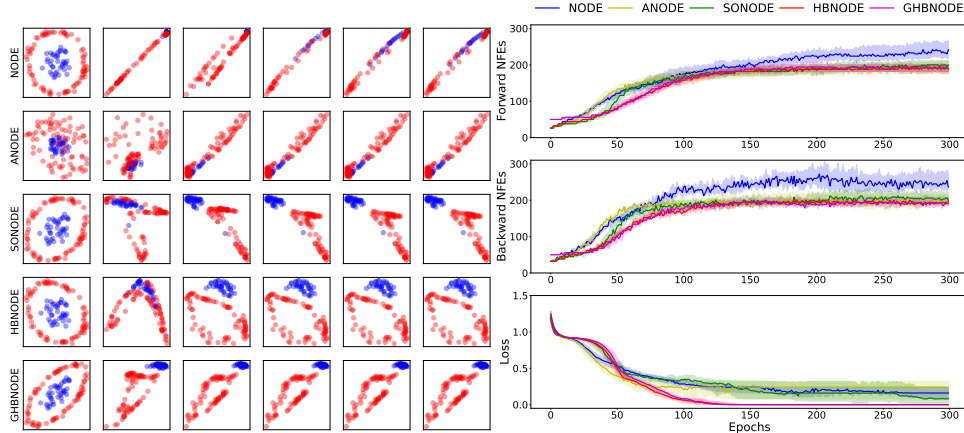 NODE ANODE SONODE HBNODE GHBNODE
NODE
ANODE
SONODE
HBNODE
GHBNODE
300
200
100
0
Forward NFEs
0 50 100 150 200 250 300
300
200
100
0
Backward NFEs
0 50 100 150 200 250 300
1.5
1.0
0.5
0.0
Loss
0 50 100 150 200 250 300
Epochs